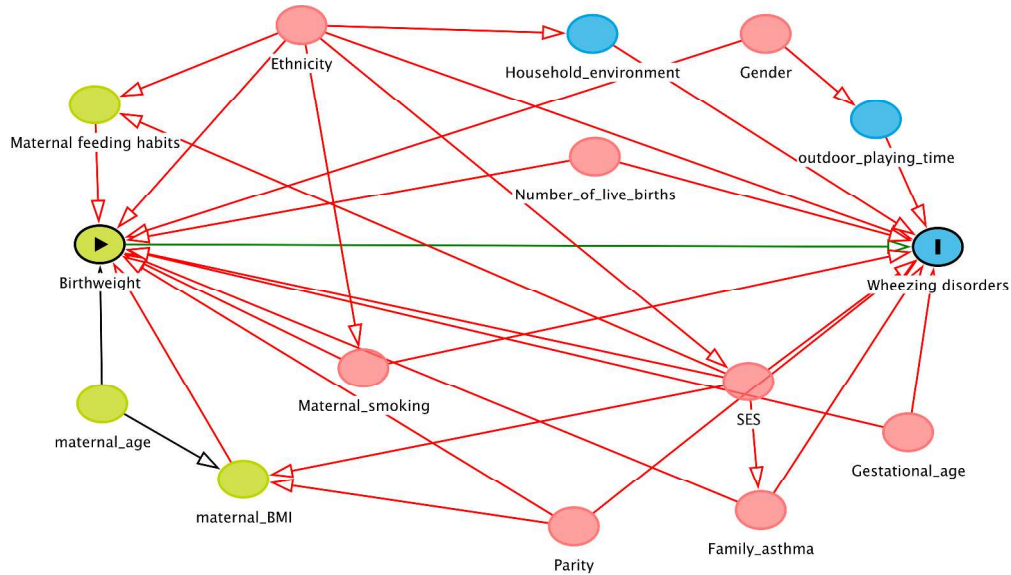 Ethnicity
Household_environment
Gender
Maternal feeding habits
outdoor_playing_time
Number_of_live_births
Birthweight
Wheezing disorders
Maternal_smoking
SES
maternal_age
Gestational_age
maternal_BMI
Family_asthma
Parity